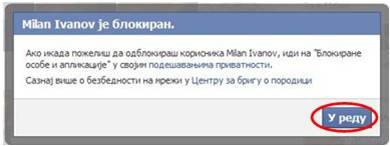 Milan Ivanov је блокиран.
Ако икада пожелиш да одблокираш корисника Milan Ivanov, иди на "Блокиране
особе и апликације" у својим подешавањима приватности.
Сазнај више о безбедности на мрежи у Центру за бригу о породици
У реду